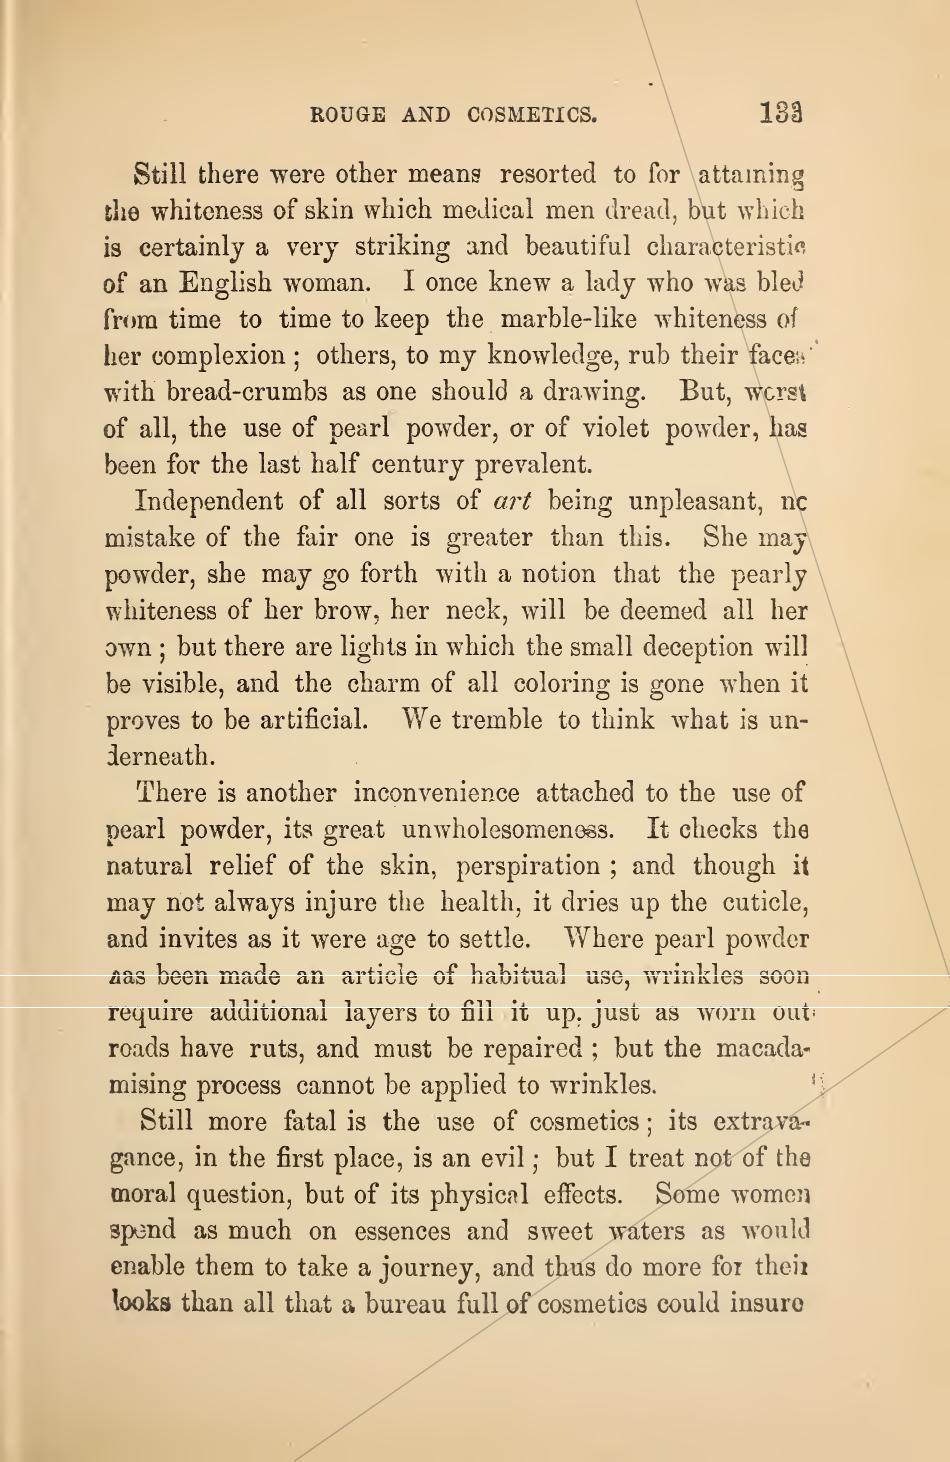 ROUGE AND COSMETICS. 133
Still there were other means resorted to for attaining
the whiteness of skin which medical men dread, but which
is certainly a very striking and beautiful characteristic
of an English woman. I once knew a lady who was bled
from time to time to keep the marble-like whiteness of
her complexion ; others, to my knowledge, rub their faces
with bread-crumbs as one should a drawing. But, worst
of all, the use of pearl powder, or of violet powder, has
been for the last half century prevalent.
Independent of all sorts of art being unpleasant, no
mistake of the fair one is greater than this. She may
powder, she may go forth with a notion that the pearly
whiteness of her brow, her neck, will be deemed all her
own ; but there are lights in which the small deception will
be visible, and the charm of all coloring is gone when it
proves to be artificial. We tremble to think what is un-
derneath.
There is another inconvenience attached to the use of
pearl powder, its great unwholesomeness. It checks the
natural relief of the skin, perspiration ; and though it
may not always injure the health, it dries up the cuticle,
and invites as it were age to settle. Where pearl powder
has been made an article of habitual use, wrinkles soon
require additional layers to fill it up, just as worn out
roads have ruts, and must be repaired ; but the macada-
mising process cannot be applied to wrinkles.
Still more fatal is the use of cosmetics ; its extrava-
gance, in the first place, is an evil ; but I treat not of the
moral question, but of its physical effects. Some women
spend as much on essences and sweet waters as would
enable them to take a journey, and thus do more for their
looks than all that a bureau full of cosmetics could insure